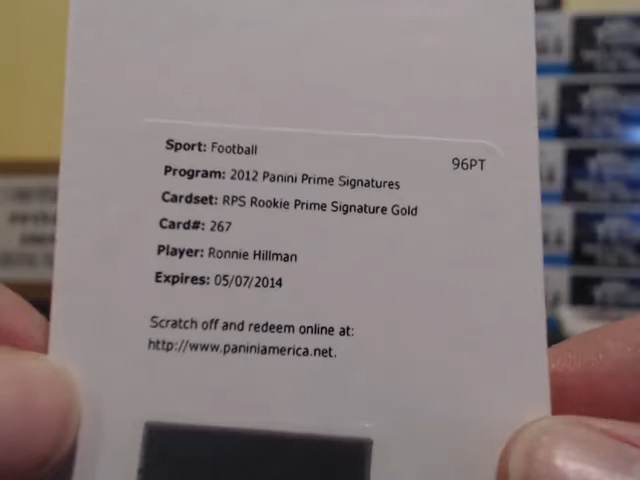 Sport: Football
96PT
Program: 2012 Panini Prime Signatures
Cardset: RPS Rookie Prime Signature Gold
Card#: 267
Player: Ronnie Hillman
Expires: 05/07/2014
Scratch off and redeem online at:
http://www.paniniamerica.net.